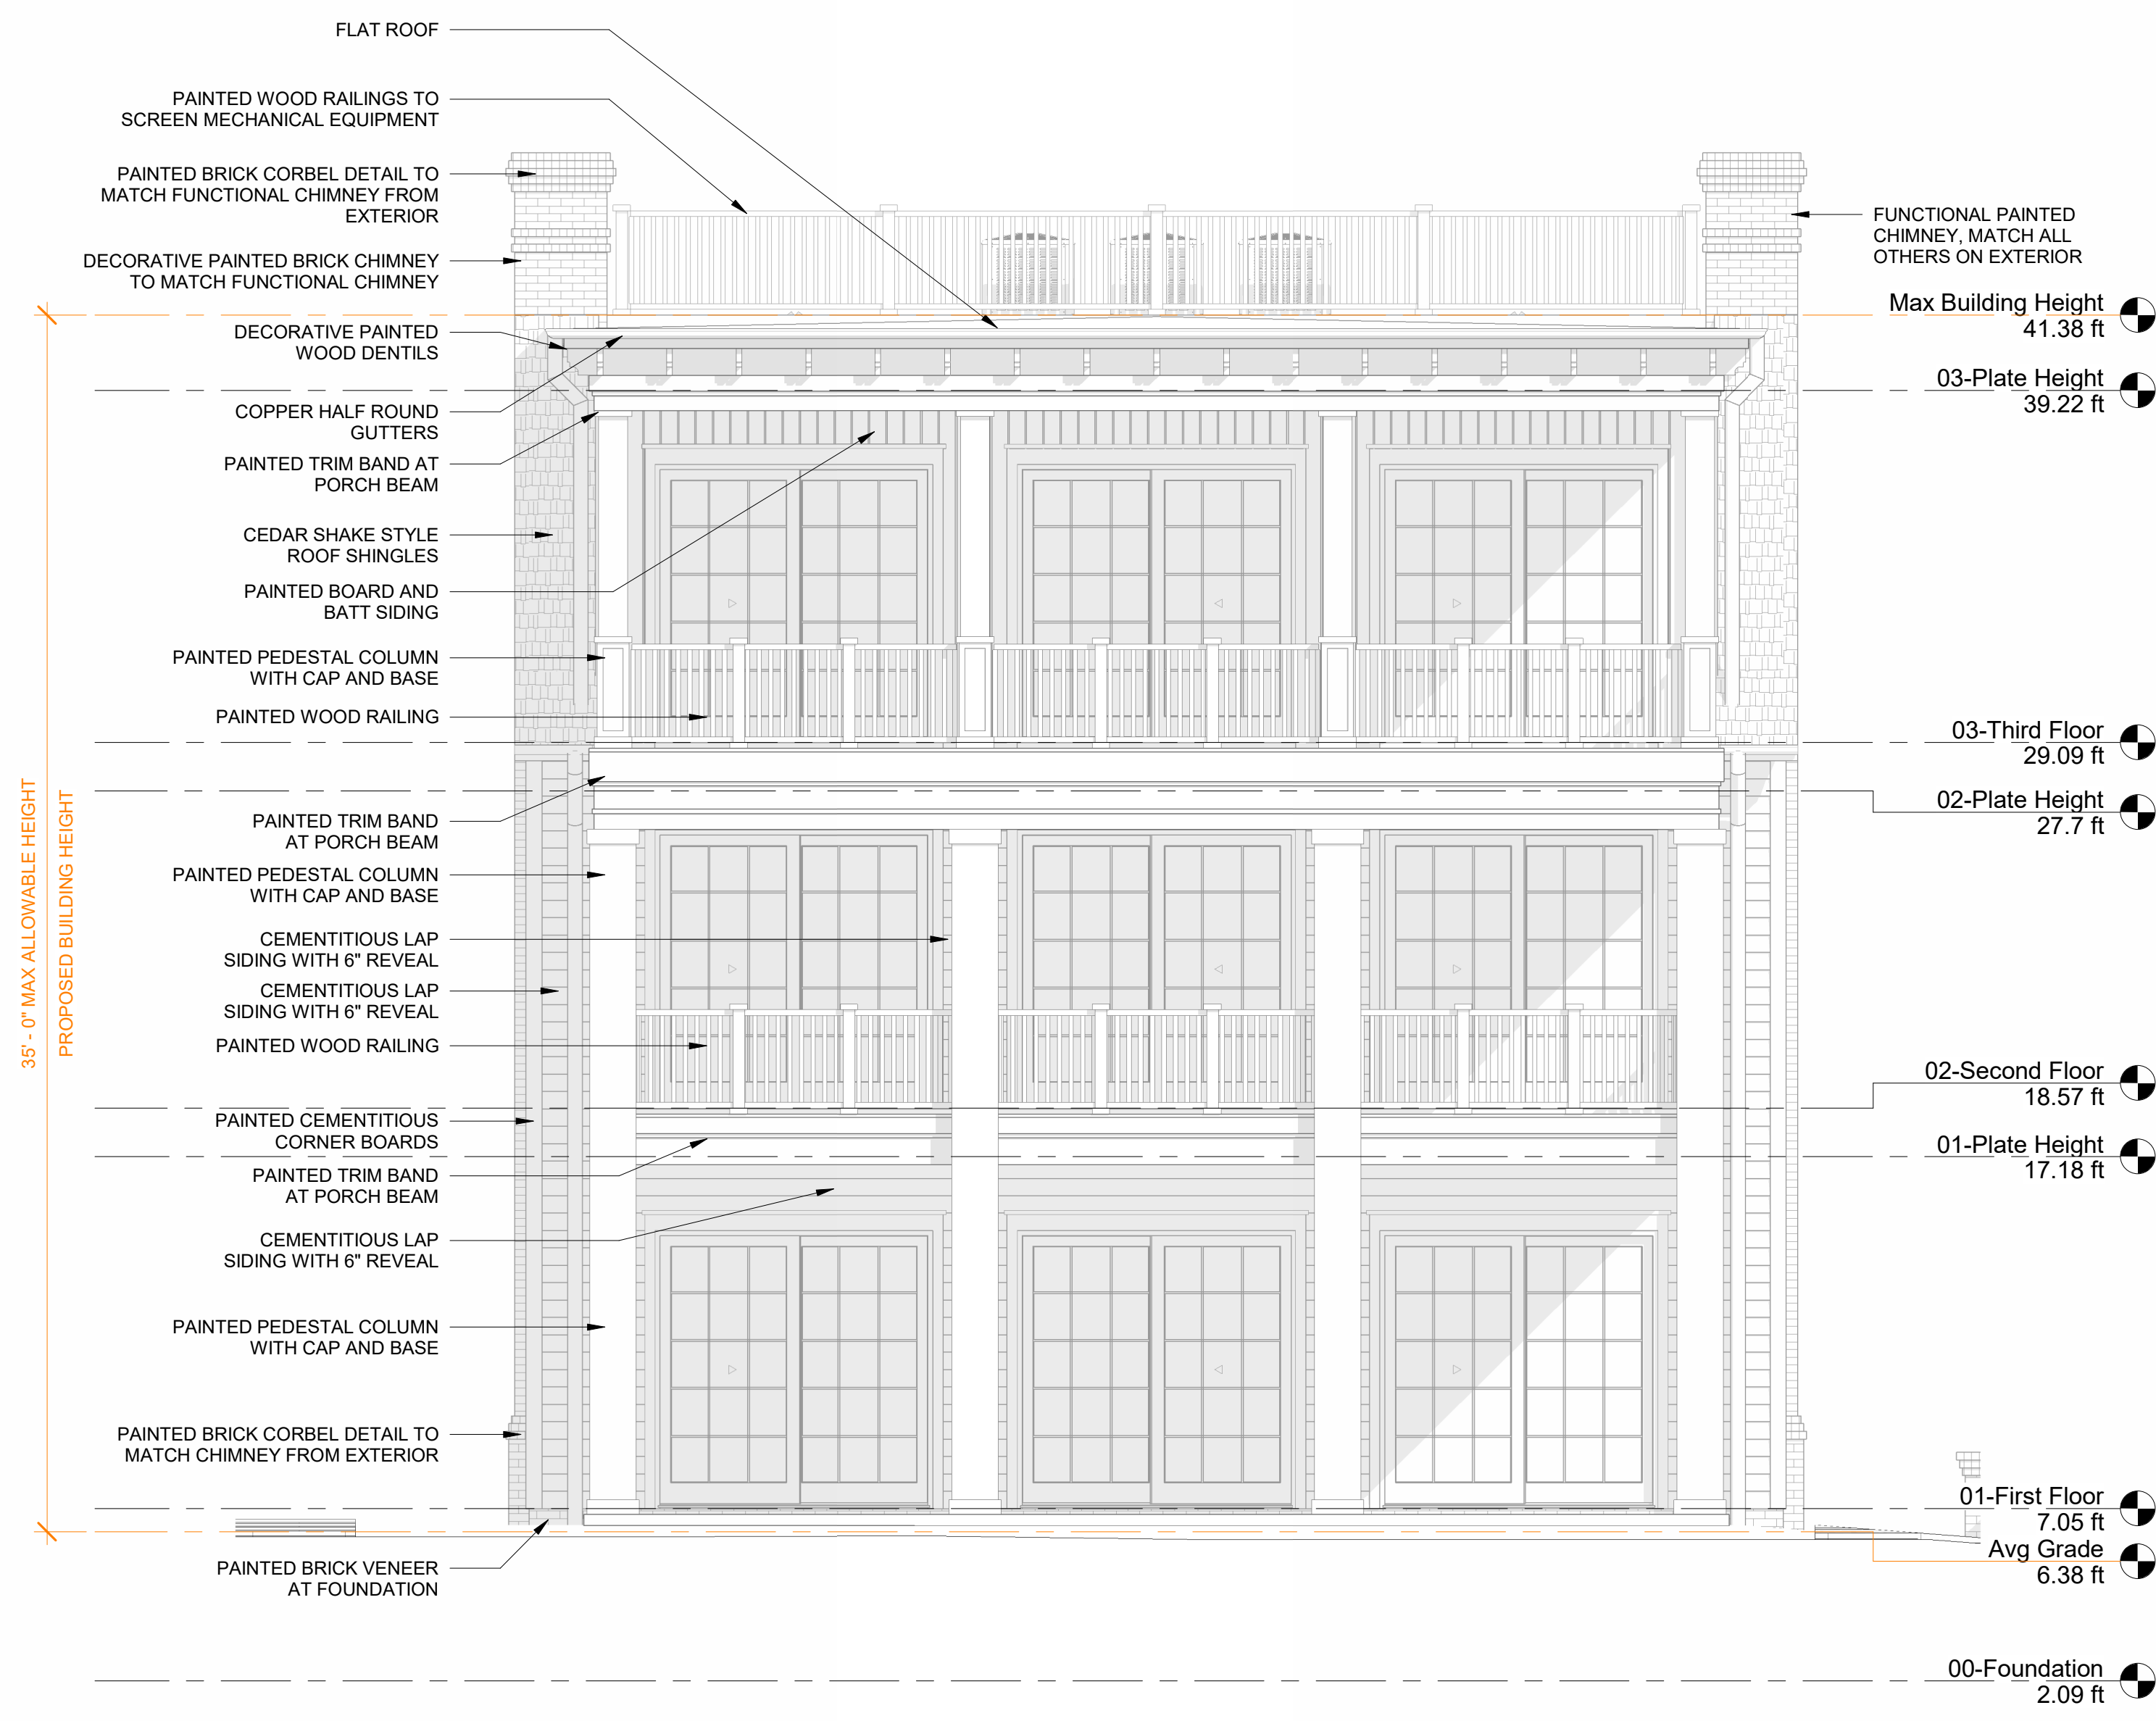 FLAT ROOF
PAINTED WOOD RAILINGS TO
SCREEN MECHANICAL EQUIPMENT
PAINTED BRICK CORBEL DETAIL TO
MATCH FUNCTIONAL CHIMNEY FROM
EXTERIOR
DECORATIVE PAINTED BRICK CHIMNEY
TO MATCH FUNCTIONAL CHIMNEY
DECORATIVE PAINTED
WOOD DENTILS
COPPER HALF ROUND
GUTTERS
PAINTED TRIM BAND AT
PORCH BEAM
CEDAR SHAKE STYLE
ROOF SHINGLES
PAINTED BOARD AND
BATT SIDING
PAINTED PEDESTAL COLUMN
WITH CAP AND BASE
PAINTED WOOD RAILING
PAINTED TRIM BAND
AT PORCH BEAM
PAINTED PEDESTAL COLUMN
WITH CAP AND BASE
CEMENTITIOUS LAP
SIDING WITH 6" REVEAL
CEMENTITIOUS LAP
SIDING WITH 6" REVEAL
PAINTED WOOD RAILING
PAINTED CEMENTITIOUS
CORNER BOARDS
PAINTED TRIM BAND
AT PORCH BEAM
CEMENTITIOUS LAP
SIDING WITH 6" REVEAL
PAINTED PEDESTAL COLUMN
WITH CAP AND BASE
PAINTED BRICK CORBEL DETAIL TO
MATCH CHIMNEY FROM EXTERIOR
PAINTED BRICK VENEER
AT FOUNDATION
35' - 0" MAX ALLOWABLE HEIGHT
PROPOSED BUILDING HEIGHT
FUNCTIONAL PAINTED
CHIMNEY, MATCH ALL
OTHERS ON EXTERIOR
Max Building Height
41.38 ft
03-Plate Height
39.22 ft
03-Third Floor
29.09 ft
02-Plate Height
27.7 ft
02-Second Floor
18.57 ft
01-Plate Height
17.18 ft
01-First Floor
7.05 ft
Avg Grade
6.38 ft
00-Foundation
2.09 ft